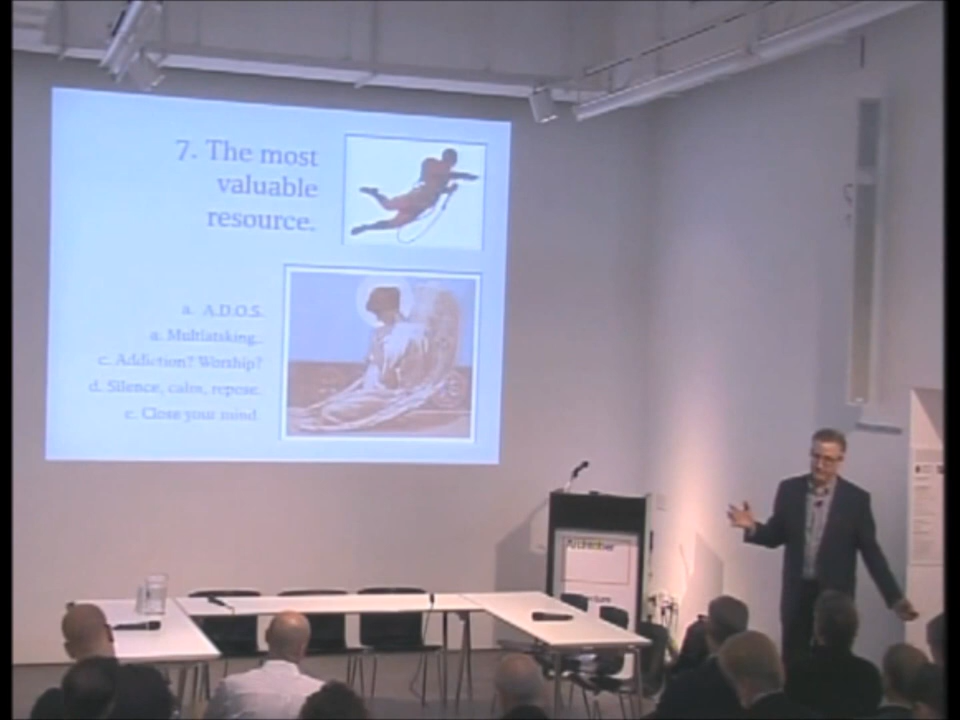 7. The most
valuable
resource.
a. A.D.O.S.
a. Multiatsking.
c. Addiction? Worship?
d. Silence, calm, repose.
e. Close your mind.